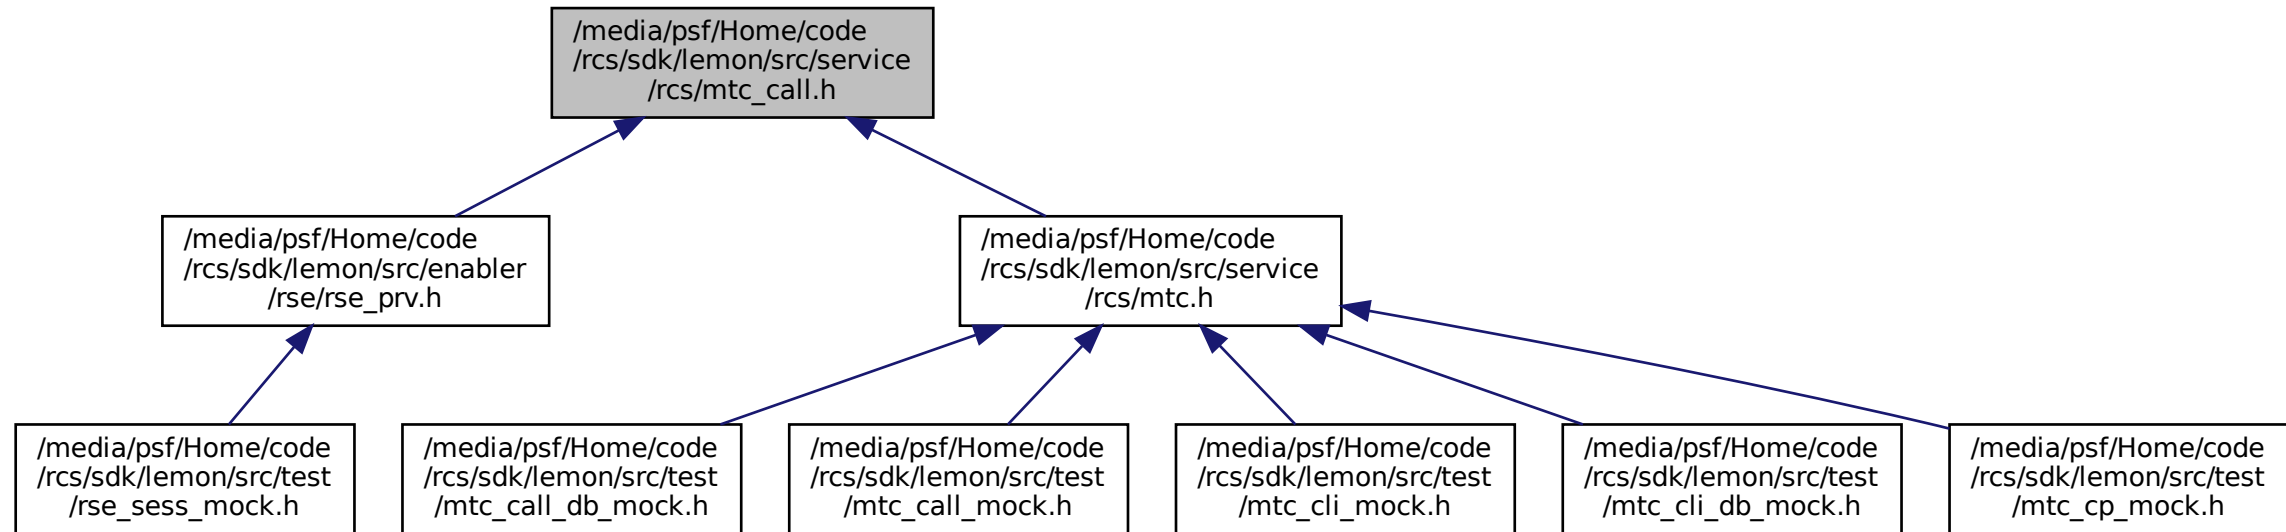 /media/psf/Home/code
/rcs/sdk/lemon/src/service
/rcs/mtc_call.h
/media/psf/Home/code
/rcs/sdk/lemon/src/enabler
/rse/rse_prv.h
/media/psf/Home/code
/rcs/sdk/lemon/src/service
/rcs/mtc.h
/media/psf/Home/code
/rcs/sdk/lemon/src/test
/rse_sess_mock.h
/media/psf/Home/code
/rcs/sdk/lemon/src/test
/mtc_call_db_mock.h
/media/psf/Home/code
/rcs/sdk/lemon/src/test
/mtc_call_mock.h
/media/psf/Home/code
/rcs/sdk/lemon/src/test
/mtc_cli_mock.h
/media/psf/Home/code
/rcs/sdk/lemon/src/test
/mtc_cli_db_mock.h
/media/psf/Home/code
/rcs/sdk/lemon/src/test
/mtc_cp_mock.h